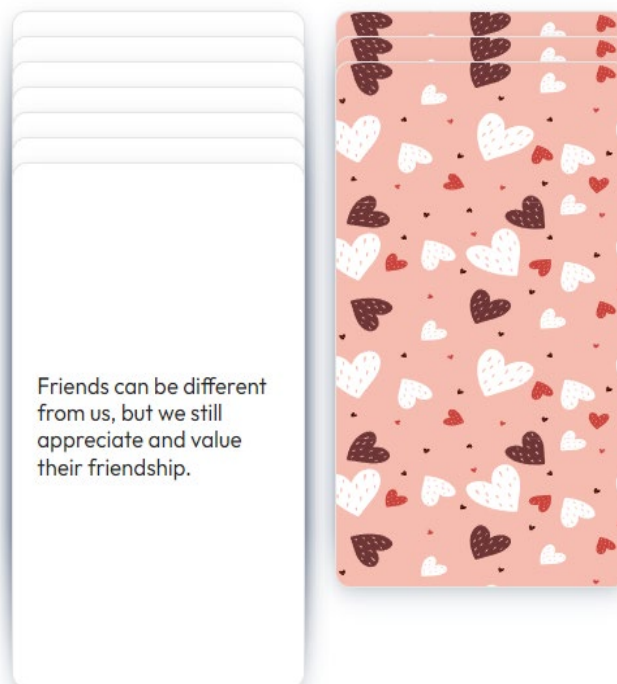 Friends can be different
from us, but we still
appreciate and value
their friendship.